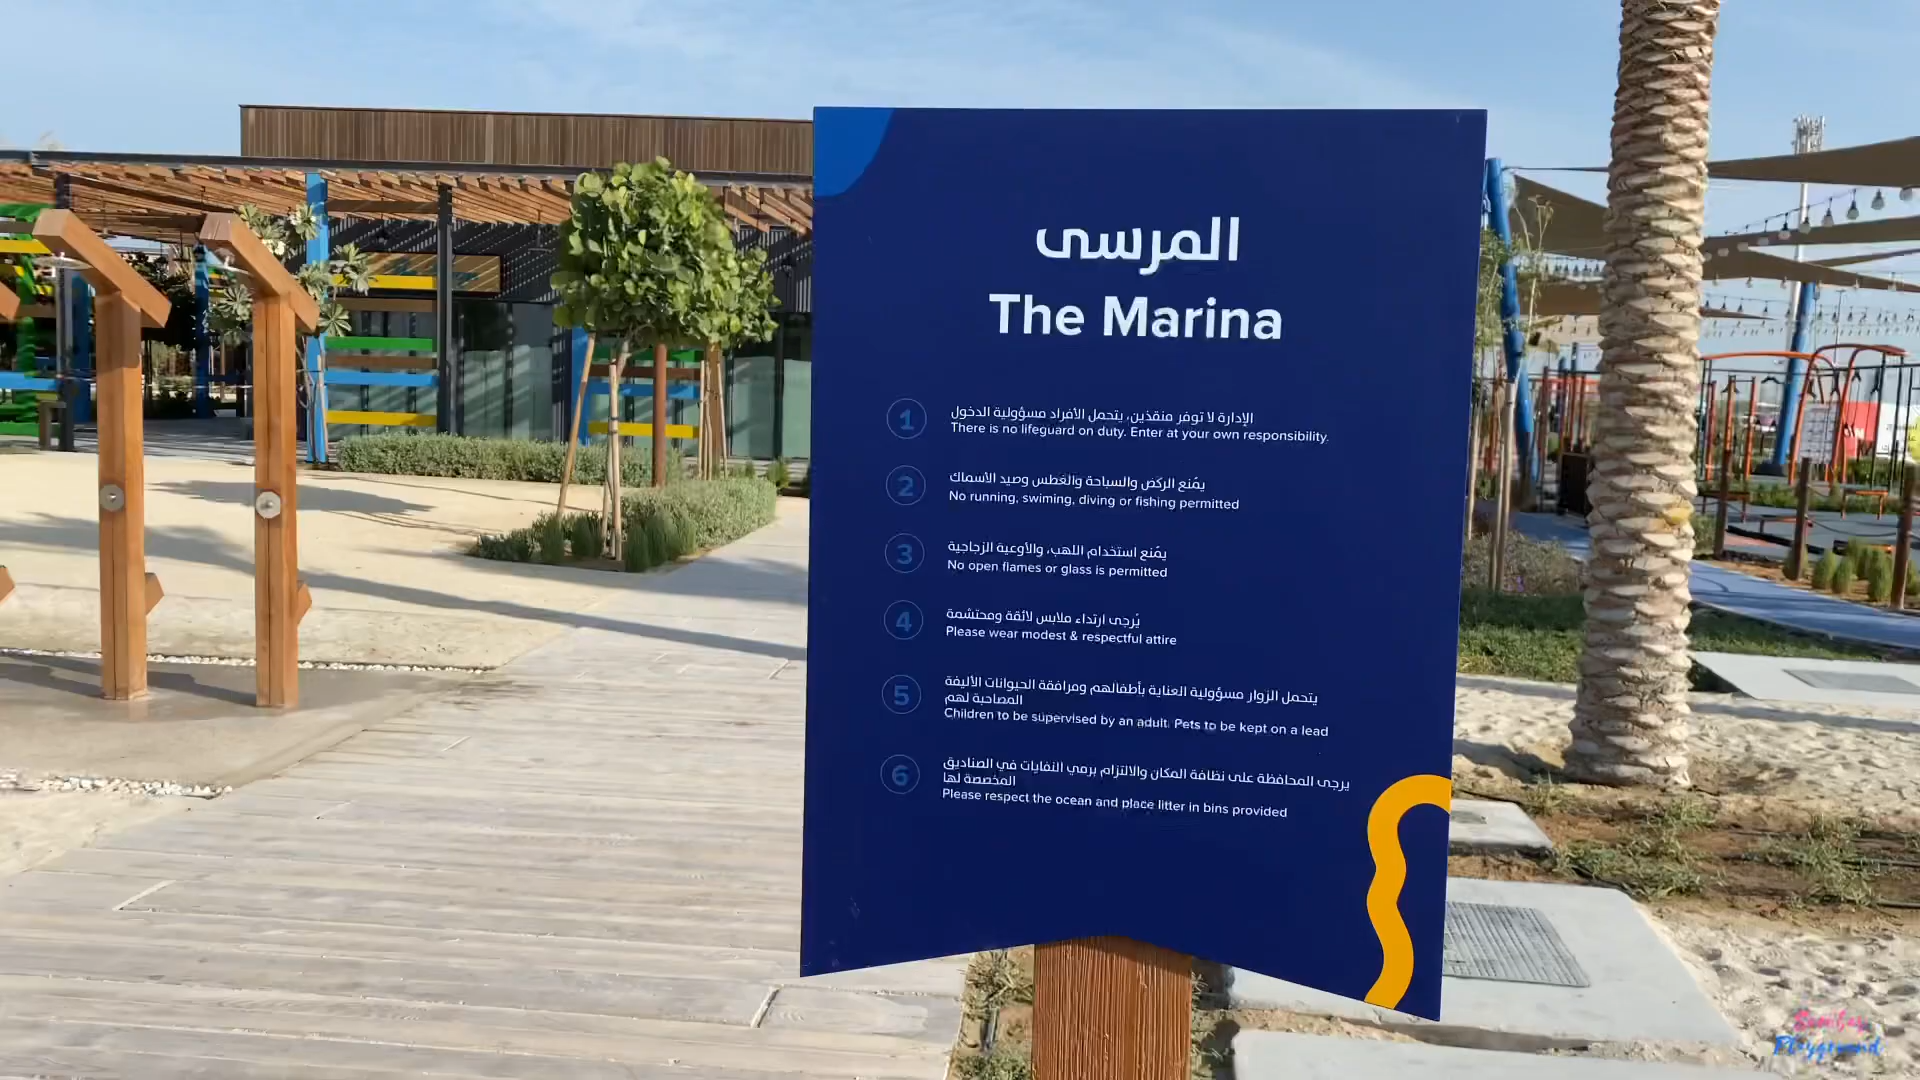 المرسى
The Marina
1
الإدارة لا توفر منقذين، يتحمل الأفراد مسؤولية الدخول
There is no lifeguard on duty. Enter at your own responsibility.
2
يُمنع الركض والسباحة والغطس وصيد الأسماك
No running, swiming, diving or fishing permitted
3
يُمنع استخدام اللهب، والأوعية الزجاجية
No open flames or glass is permitted
4
يُرجى ارتداء ملابس لائقة ومحتشمة
Please wear modest & respectful attire
5
يتحمل الزوار مسؤولية العناية بأطفالهم ومرافقة الحيوانات الأليفة
المصاحبة لهم
Children to be supervised by an adult. Pets to be kept on a lead
6
يرجى المحافظة على نظافة المكان والالتزام برمي النفايات في الصناديق
المخصصة لها
Please respect the ocean and place litter in bins provided
Playground